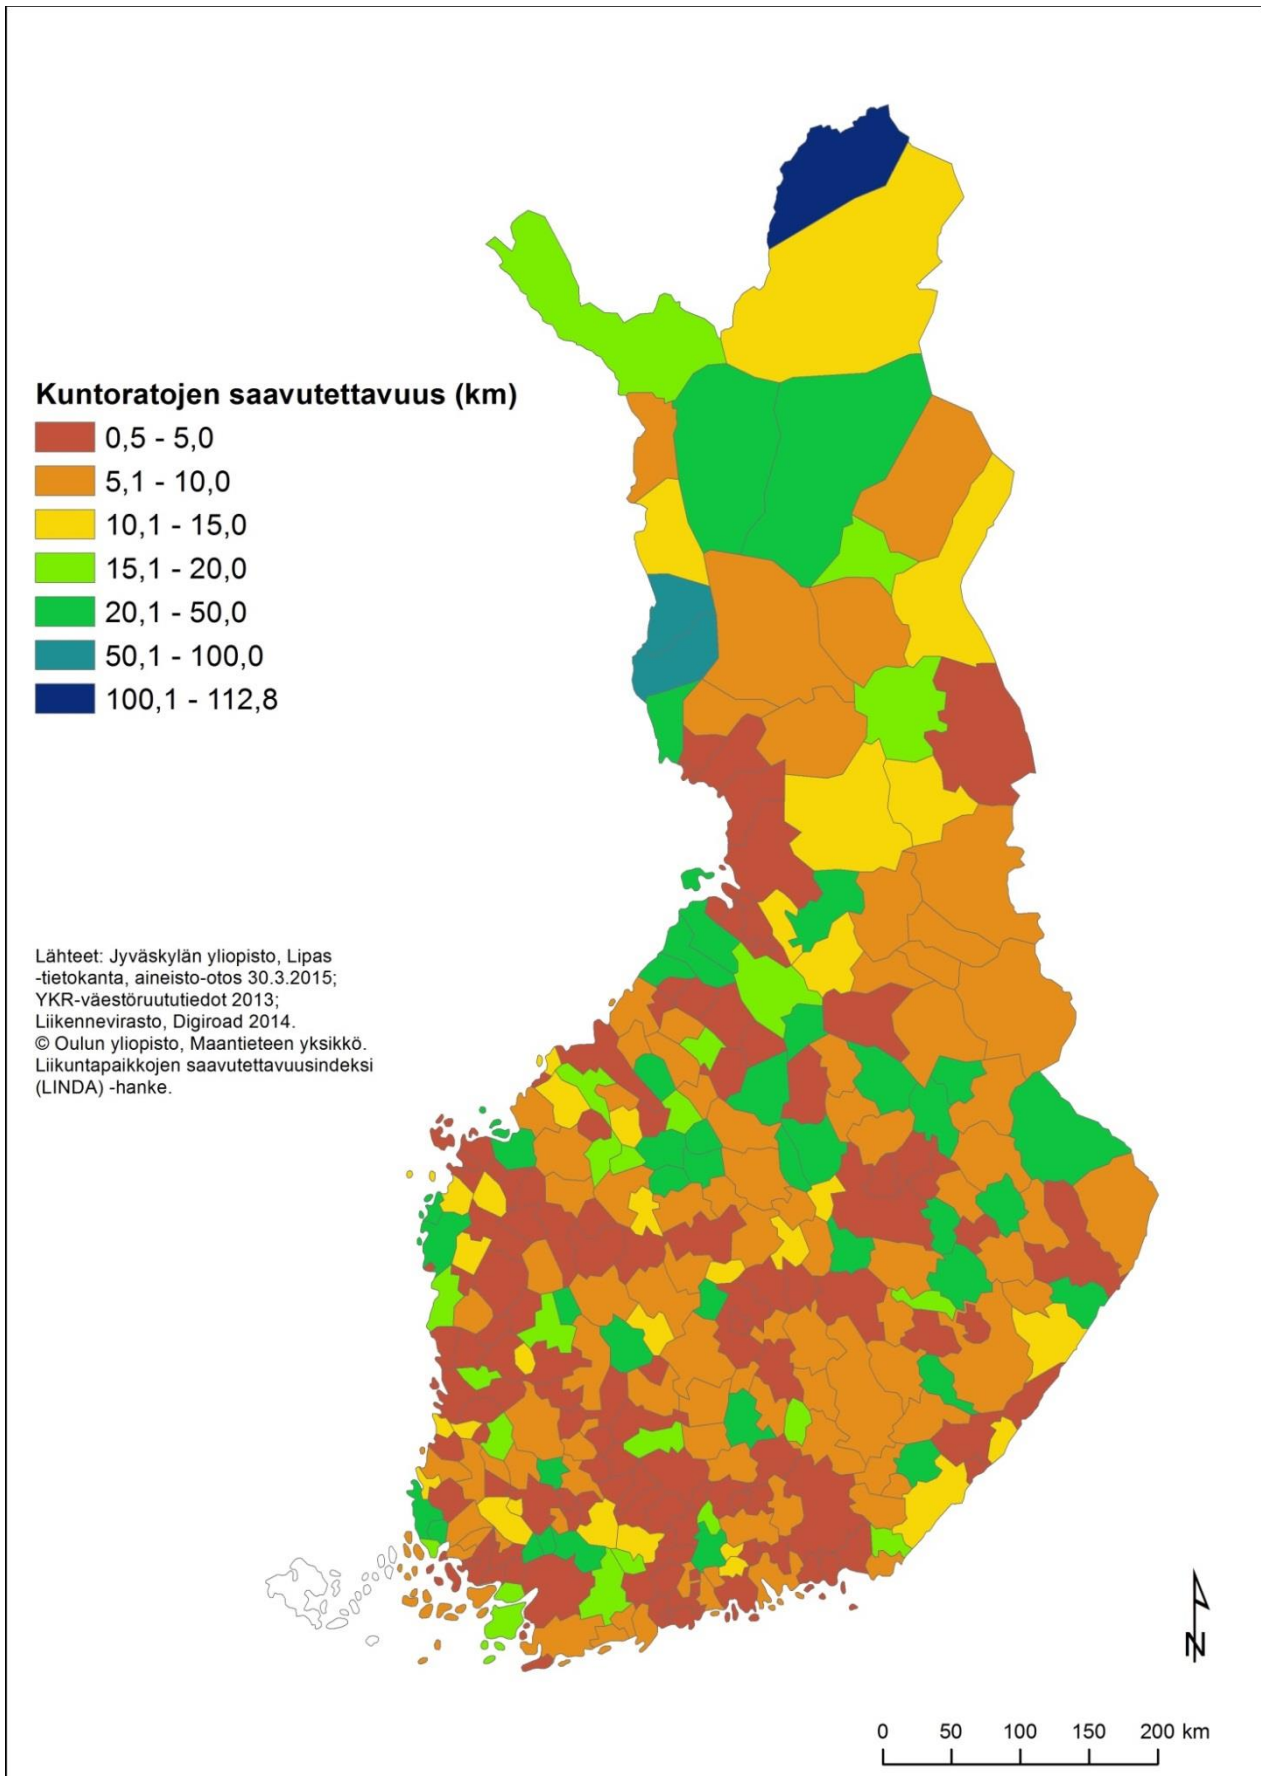 Kuntoratojen saavutettavuus (km)
0,5 - 5,0
5,1 - 10,0
10,1 - 15,0
15,1 - 20,0
20,1 - 50,0
50,1 - 100,0
100,1 - 112,8
Lähteet: Jyväskylän yliopisto, Lipas
-tietokanta, aineisto-otos 30.3.2015;
YKR-väestöruututiedot 2013;
Liikennevirasto, Digiroad 2014.
© Oulun yliopisto, Maantieteen yksikkö.
Liikuntapaikkojen saavutettavuusindeksi
(LINDA) -hanke.
N
0 50 100 150 200 km